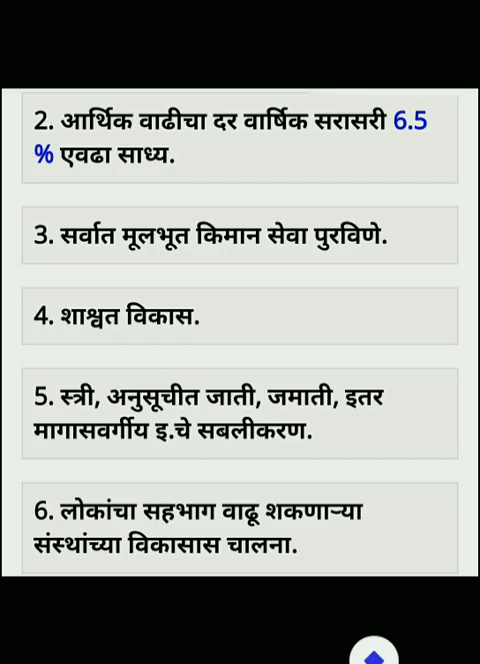 2. आर्थिक वाढीचा दर वार्षिक सरासरी 6.5
% एवढा साध्य.
3. सर्वात मूलभूत किमान सेवा पुरविणे.
4. शाश्वत विकास.
5. स्त्री, अनुसूचीत जाती, जमाती, इतर
मागासवर्गीय इ.चे सबलीकरण.
6. लोकांचा सहभाग वाढू शकणाऱ्या
संस्थांच्या विकासास चालना.